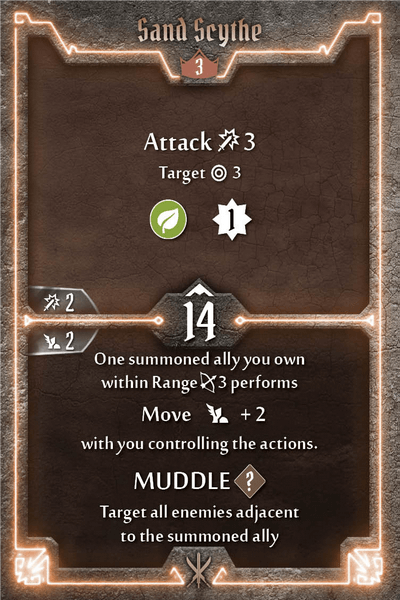 Sand Scythe
3
Attack 3
Target 3
1
2
14
2
One summoned ally you own
within Range 3 performs
Move + 2
with you controlling the actions.
MUDDLE ?
Target all enemies adjacent
to the summoned ally